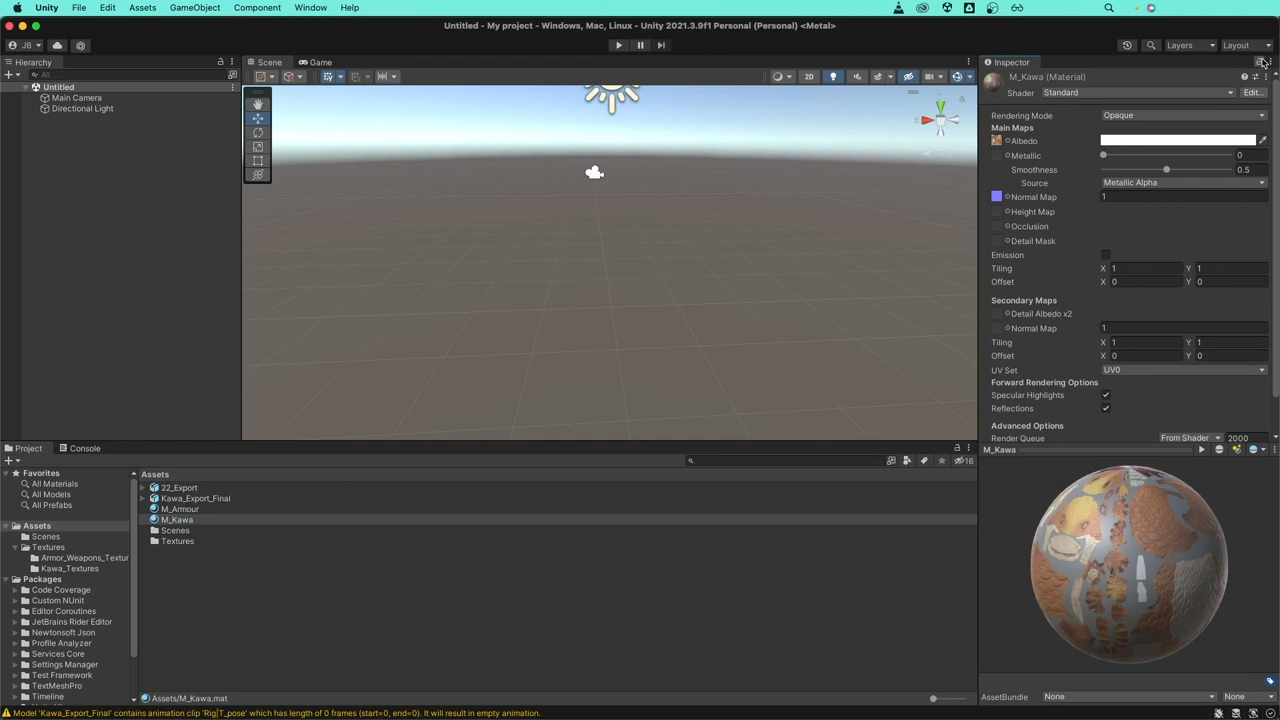 Unity File Edit Assets GameObject Component Window Help
Untitled - My project - Windows, Mac, Linux - Unity 2021.3.9f1 Personal (Personal) <Metal>
JB Layers Layout
Hierarchy Scene Game Inspector
All 2D M_Kawa (Material)
Untitled
Shader Standard Edit...
Main Camera
Directional Light
Rendering Mode Opaque
Main Maps
Albedo
Metallic 0
Smoothness 0.5
Source Metallic Alpha
Normal Map 1
Height Map
Occlusion
Detail Mask
Emission
Tiling X 1 Y 1
Offset X 0 Y 0
Secondary Maps
Detail Albedo x2
Normal Map 1
Tiling X 1 Y 1
Offset X 0 Y 0
UV Set UV0
Forward Rendering Options
Specular Highlights
Reflections
Advanced Options
Render Queue From Shader 2000
Project Console M_Kawa
16
Favorites
All Materials
All Models
All Prefabs
Assets
Scenes
Textures
Armor_Weapons_Textur
Kawa_Textures
Packages
Code Coverage
Custom NUnit
Editor Coroutines
JetBrains Rider Editor
Newtonsoft Json
Profile Analyzer
Services Core
Settings Manager
Test Framework
TextMeshPro
Timeline
Assets
22_Export
Kawa_Export_Final
M_Armour
M_Kawa
Scenes
Textures
Assets/M_Kawa.mat
AssetBundle None None
Model 'Kawa_Export_Final' contains animation clip 'Rig|T_pose' which has length of 0 frames (start=0, end=0). It will result in empty animation.